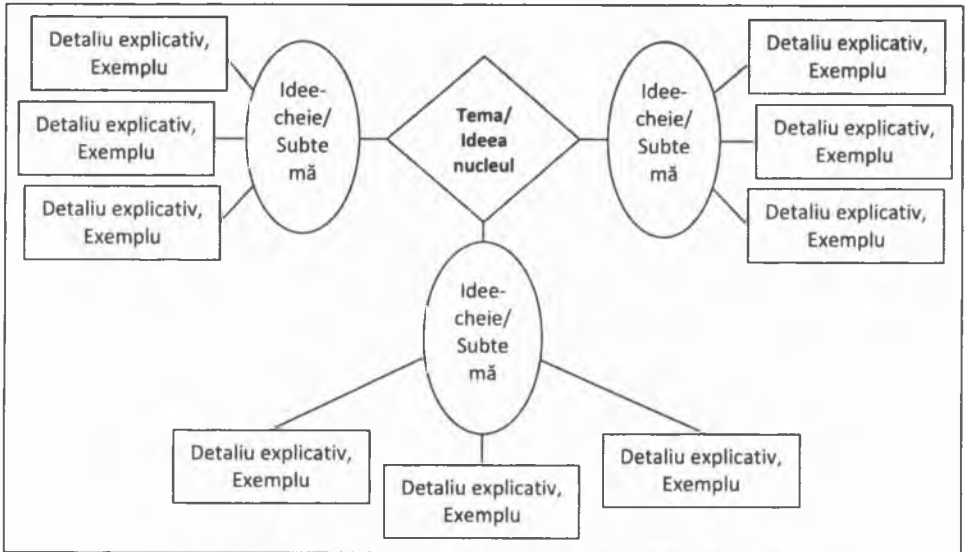 Detaliu explicativ,
Exemplu
Detaliu explicativ,
Exemplu
Detaliu explicativ,
Exemplu
Idee-
cheie/
Subte
mă
Tema/
Ideea
nucleul
Idee-
cheie/
Subte
mă
Detaliu explicativ,
Exemplu
Detaliu explicativ,
Exemplu
Detaliu explicativ,
Exemplu
Idee-
cheie/
Subte
mă
Detaliu explicativ,
Exemplu
Detaliu explicativ,
Exemplu
Detaliu explicativ,
Exemplu